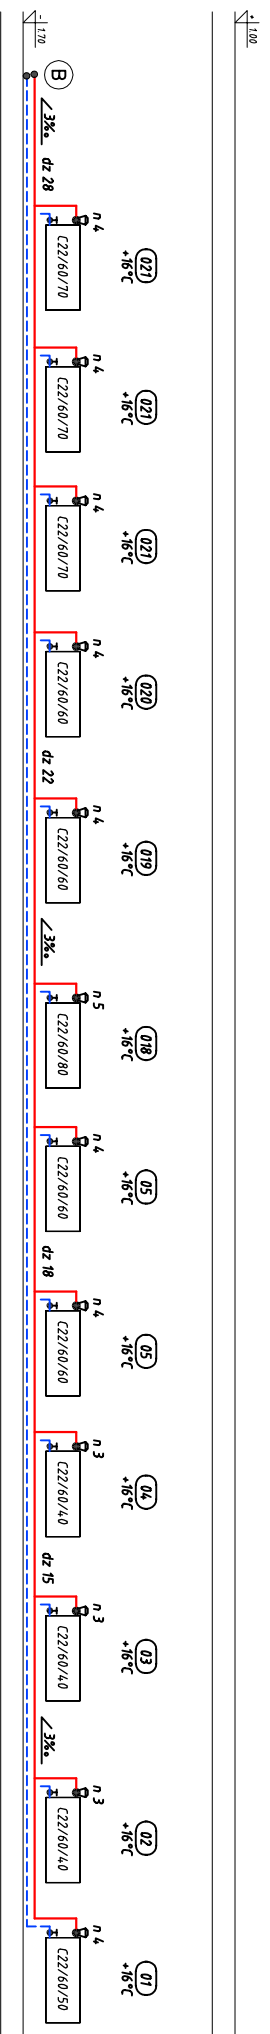 + 1.00
- 1.70
B
3‰
dz 28
021
+16°C
n 4
C22/60/70
021
+16°C
n 4
C22/60/70
021
+16°C
n 4
C22/60/70
020
+16°C
n 4
C22/60/60
dz 22
019
+16°C
n 4
C22/60/60
3‰
018
+16°C
n 5
C22/60/80
05
+16°C
n 4
C22/60/60
dz 18
05
+16°C
n 4
C22/60/60
04
+16°C
n 3
C22/60/40
dz 15
03
+16°C
n 3
C22/60/40
3‰
02
+16°C
n 3
C22/60/40
01
+16°C
n 4
C22/60/50